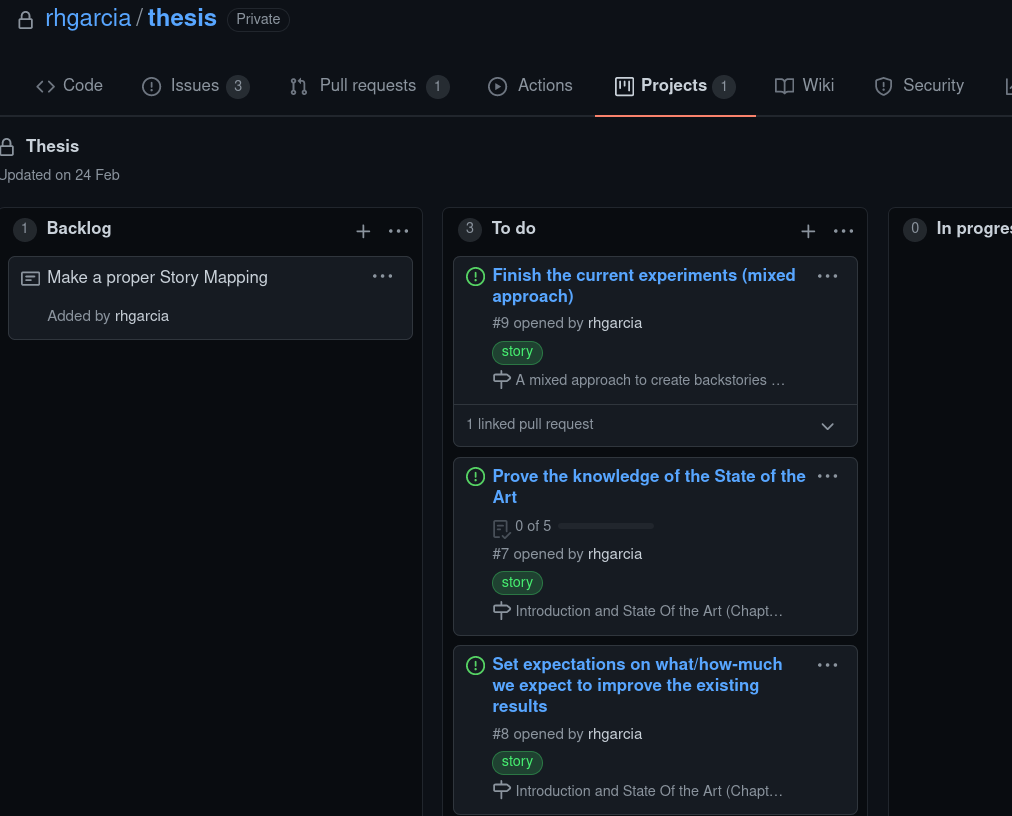 rhgarcia / thesis Private
Code Issues 3 Pull requests 1 Actions Projects 1 Wiki Security
Thesis
Updated on 24 Feb
1 Backlog
Make a proper Story Mapping
Added by rhgarcia
3 To do
Finish the current experiments (mixed
approach)
#9 opened by rhgarcia
story
A mixed approach to create backstories …
1 linked pull request
Prove the knowledge of the State of the
Art
0 of 5
#7 opened by rhgarcia
story
Introduction and State Of the Art (Chapt…
Set expectations on what/how-much
we expect to improve the existing
results
#8 opened by rhgarcia
story
Introduction and State Of the Art (Chapt…
0 In progres